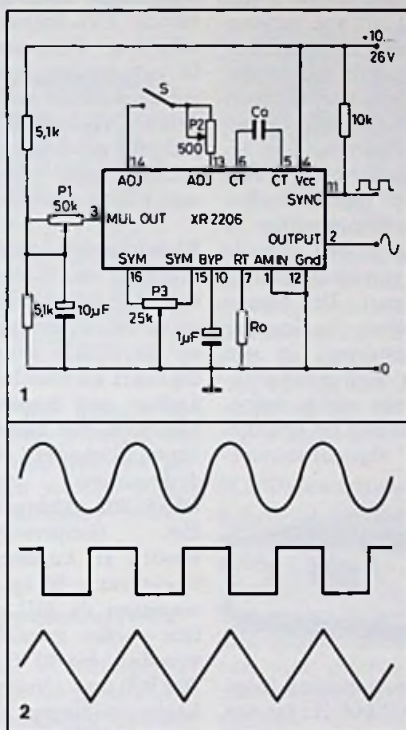 +10...
26V
5,1k
S
P2
500
Co
10k
14
13
6
5
4
ADJ
ADJ
CT
CT
Vcc
11
SYNC
P1
50k
3
MUL OUT
XR 2206
OUTPUT
2
SYM
SYM
BYP
RT
AM IN
Gnd
16
15
10
7
1
12
P3
25k
5,1k
10µF
1µF
Ro
0
1
2